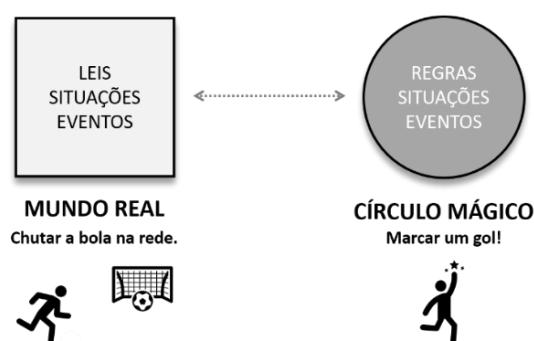 LEIS
SITUAÇÕES
EVENTOS
REGRAS
SITUAÇÕES
EVENTOS
MUNDO REAL
Chutar a bola na rede.
CÍRCULO MÁGICO
Marcar um gol!